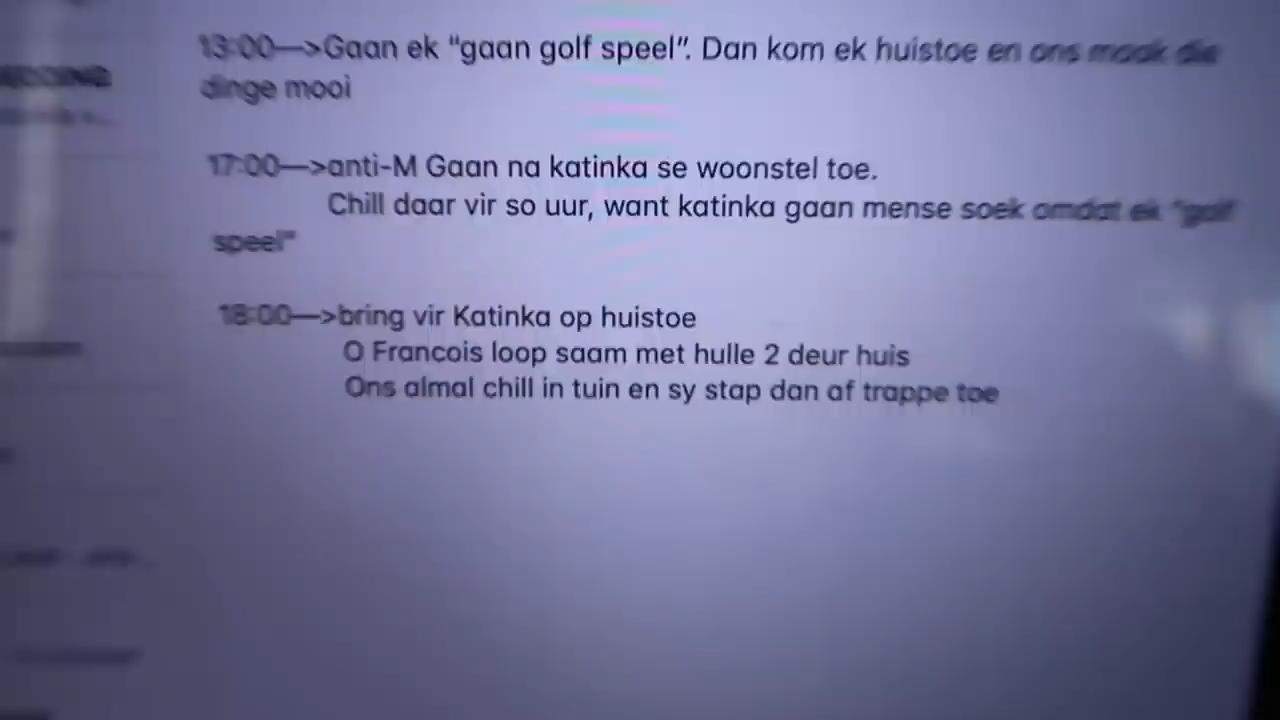 13:00—>Gaan ek “gaan golf speel”. Dan kom ek huistoe en ons maak die
dinge mooi
17:00—>anti-M Gaan na katinka se woonstel toe.
Chill daar vir so uur, want katinka gaan mense soek omdat ek “golf
speel”
18:00—>bring vir Katinka op huistoe
O Francois loop saam met hulle 2 deur huis
Ons almal chill in tuin en sy stap dan af trappe toe